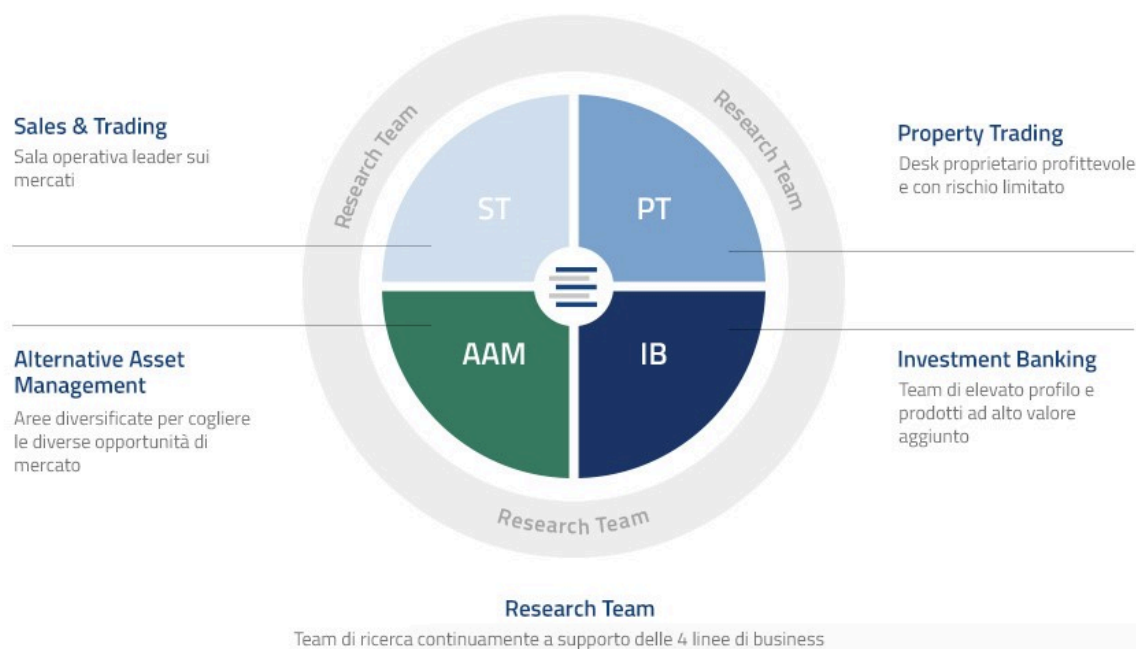 Research Team
Research Team
Sales & Trading
Sala operativa leader sui
mercati
Property Trading
Desk proprietario profittevole
e con rischio limitato
ST
PT
AAM
IB
Alternative Asset
Management
Aree diversificate per cogliere
le diverse opportunità di
mercato
Investment Banking
Team di elevato profilo e
prodotti ad alto valore
aggiunto
Research Team
Research Team
Team di ricerca continuamente a supporto delle 4 linee di business